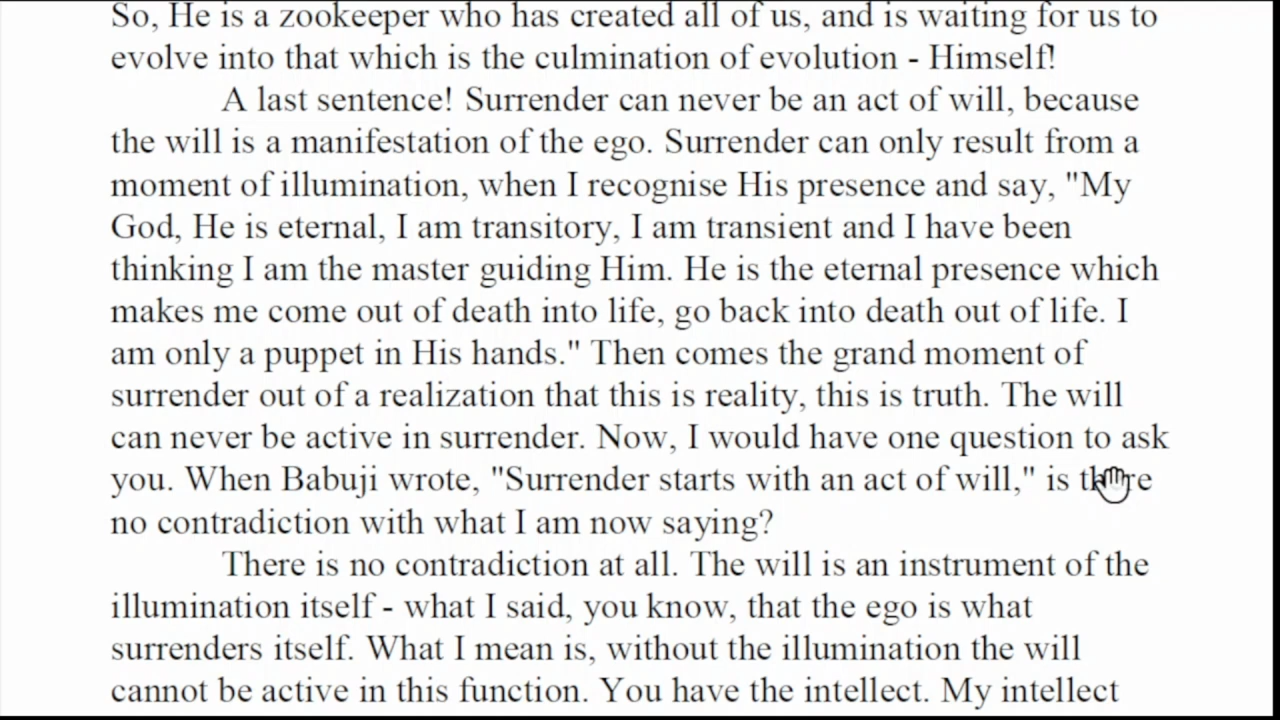 So, He is a zookeeper who has created all of us, and is waiting for us to
evolve into that which is the culmination of evolution - Himself!
A last sentence! Surrender can never be an act of will, because
the will is a manifestation of the ego. Surrender can only result from a
moment of illumination, when I recognise His presence and say, "My
God, He is eternal, I am transitory, I am transient and I have been
thinking I am the master guiding Him. He is the eternal presence which
makes me come out of death into life, go back into death out of life. I
am only a puppet in His hands." Then comes the grand moment of
surrender out of a realization that this is reality, this is truth. The will
can never be active in surrender. Now, I would have one question to ask
you. When Babuji wrote, "Surrender starts with an act of will," is there
no contradiction with what I am now saying?
There is no contradiction at all. The will is an instrument of the
illumination itself - what I said, you know, that the ego is what
surrenders itself. What I mean is, without the illumination the will
cannot be active in this function. You have the intellect. My intellect